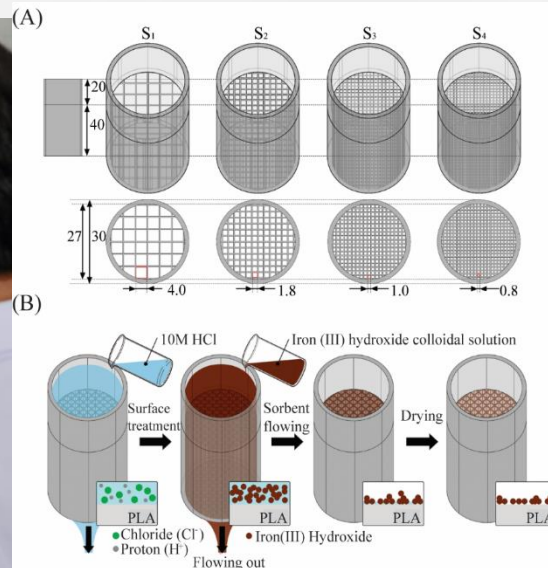 (A)
S1 S2 S3 S4
20
40
27 30
4.0 1.8 1.0 0.8
(B)
10M HCl Iron (III) hydroxide colloidal solution
Surface treatment
Sorbent flowing
Drying
PLA PLA PLA PLA
Chloride (Cl⁻)
Proton (H⁺)
Iron(III) Hydroxide
Flowing out